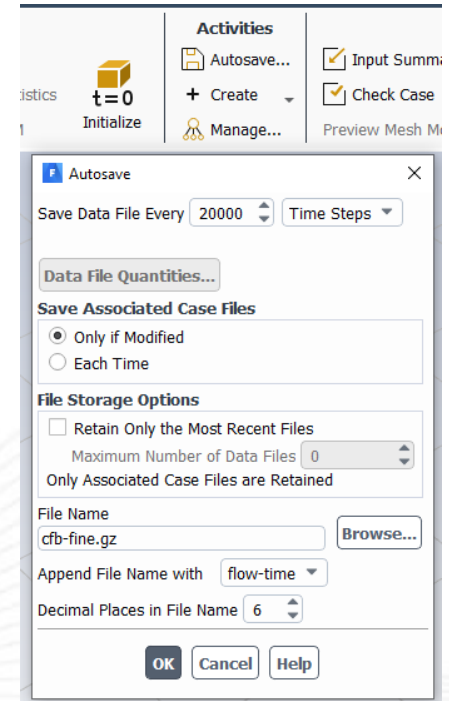 Activities
Autosave...
Input Summ
istics
t=0
Create
Check Case
Initialize
Manage...
Preview Mesh M
F Autosave
Save Data File Every 20000 Time Steps
Data File Quantities...
Save Associated Case Files
Only if Modified
Each Time
File Storage Options
Retain Only the Most Recent Files
Maximum Number of Data Files 0
Only Associated Case Files are Retained
File Name
cfb-fine.gz Browse...
Append File Name with flow-time
Decimal Places in File Name 6
OK Cancel Help